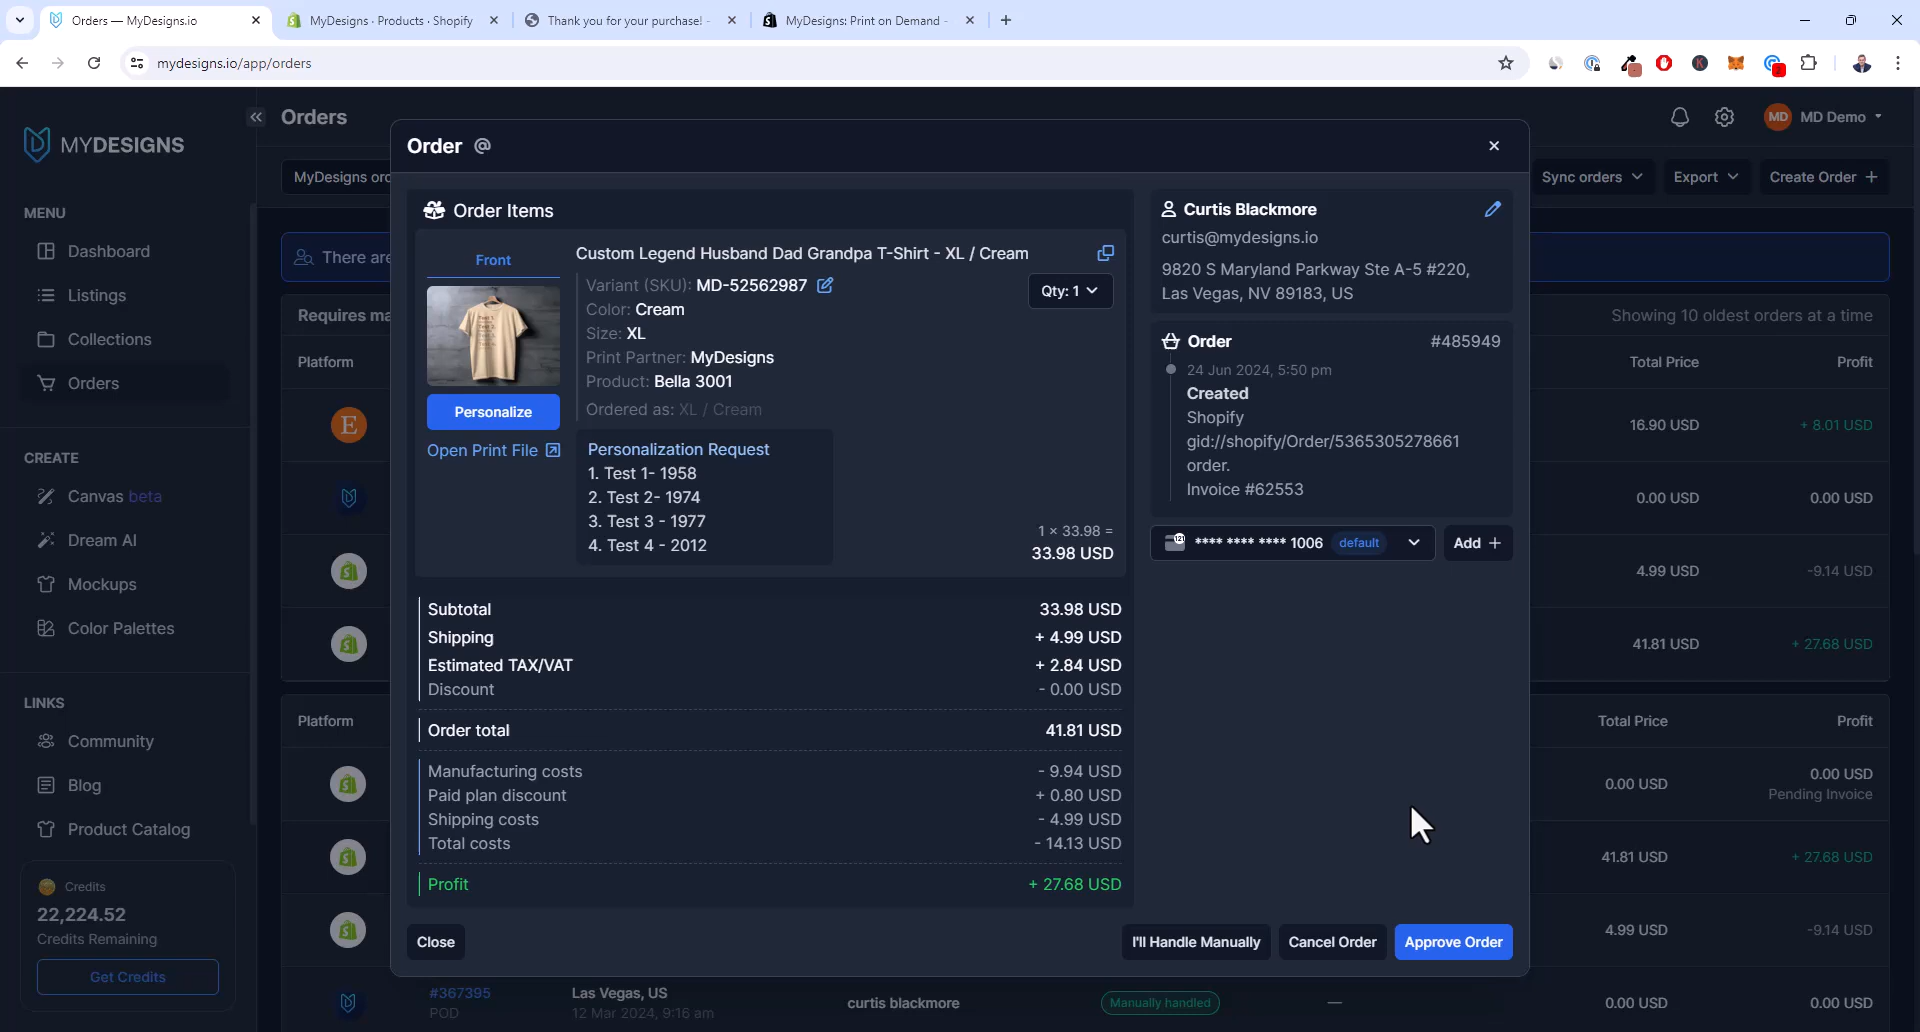 Orders — MyDesigns.io
MyDesigns · Products · Shopify
Thank you for your purchase! -
MyDesigns: Print on Demand -
mydesigns.io/app/orders
MYDESIGNS
Orders
MD
MD Demo
MyDesigns orc
Sync orders
Export
Create Order +
MENU
Dashboard
Listings
Collections
Orders
CREATE
Canvas beta
Dream AI
Mockups
Color Palettes
LINKS
Community
Blog
Product Catalog
Credits
22,224.52
Credits Remaining
Get Credits
There are
Requires ma
Showing 10 oldest orders at a time
Platform
Total Price
Profit
E
16.90 USD
+ 8.01 USD
0.00 USD
0.00 USD
4.99 USD
-9.14 USD
41.81 USD
+ 27.68 USD
Platform
Total Price
Profit
0.00 USD
0.00 USD
Pending Invoice
41.81 USD
+ 27.68 USD
4.99 USD
-9.14 USD
#367395
POD
Las Vegas, US
12 Mar 2024, 9:16 am
curtis blackmore
Manually handled
—
0.00 USD
0.00 USD
Order @
Order Items
Front
Personalize
Open Print File
Custom Legend Husband Dad Grandpa T-Shirt - XL / Cream
Variant (SKU): MD-52562987
Color: Cream
Size: XL
Print Partner: MyDesigns
Product: Bella 3001
Ordered as: XL / Cream
Qty: 1
Personalization Request
1. Test 1- 1958
2. Test 2- 1974
3. Test 3 - 1977
4. Test 4 - 2012
1 × 33.98 =
33.98 USD
Subtotal
33.98 USD
Shipping
+ 4.99 USD
Estimated TAX/VAT
+ 2.84 USD
Discount
- 0.00 USD
Order total
41.81 USD
Manufacturing costs
- 9.94 USD
Paid plan discount
+ 0.80 USD
Shipping costs
- 4.99 USD
Total costs
- 14.13 USD
Profit
+ 27.68 USD
Curtis Blackmore
curtis@mydesigns.io
9820 S Maryland Parkway Ste A-5 #220,
Las Vegas, NV 89183, US
Order
#485949
24 Jun 2024, 5:50 pm
Created
Shopify
gid://shopify/Order/5365305278661
order.
Invoice #62553
**** **** **** 1006 default
Add +
Close
I'll Handle Manually
Cancel Order
Approve Order